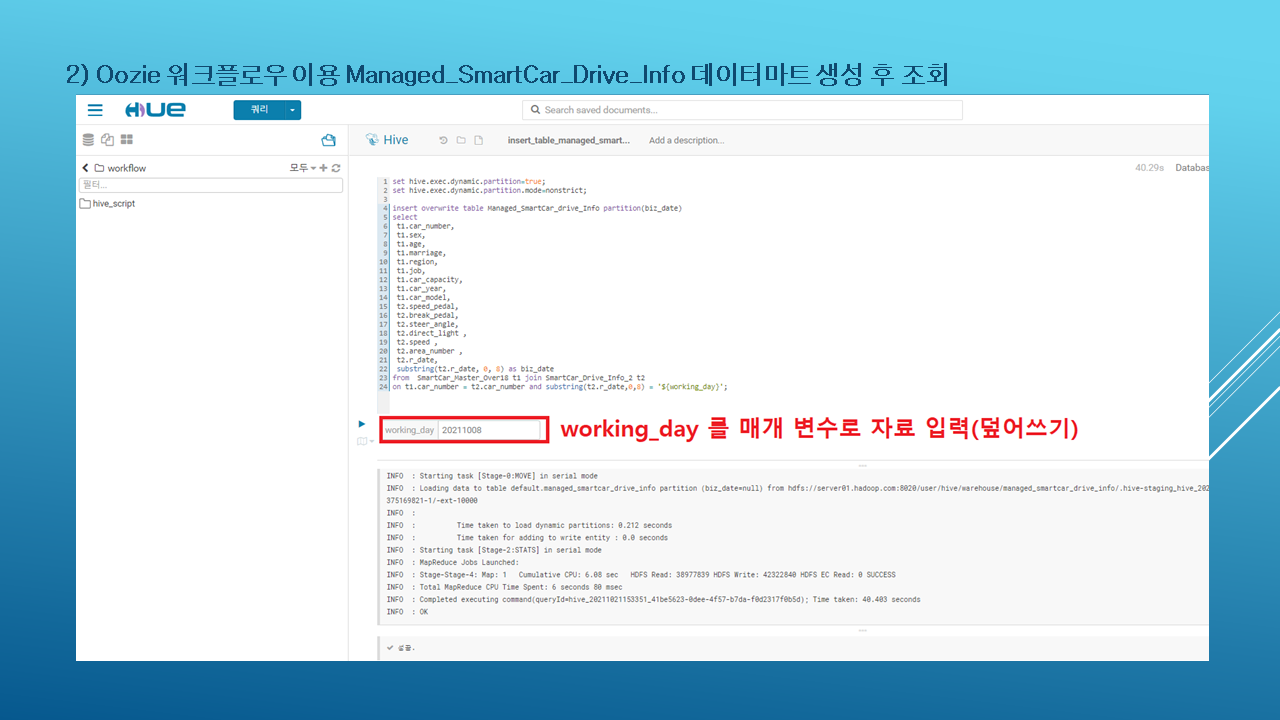 2) Oozie 워크플로우 이용 Managed_SmartCar_Drive_Info 데이터마트 생성 후 조회
HUE
쿼리
Search saved documents...
Hive
insert_table_managed_smart...
Add a description...
workflow
모두
40.29s Databas
필터...
hive_script
1 set hive.exec.dynamic.partition=true;
2 set hive.exec.dynamic.partition.mode=nonstrict;
3
4 insert overwrite table Managed_SmartCar_drive_Info partition(biz_date)
5 select
6 t1.car_number,
7 t1.sex,
8 t1.age,
9 t1.marriage,
10 t1.region,
11 t1.job,
12 t1.car_capacity,
13 t1.car_year,
14 t1.car_model,
15 t2.speed_pedal,
16 t2.break_pedal,
17 t2.steer_angle,
18 t2.direct_light ,
19 t2.speed ,
20 t2.area_number ,
21 t2.r_date,
22 substring(t2.r_date, 0, 8) as biz_date
23 from SmartCar_Master_Over18 t1 join SmartCar_Drive_Info_2 t2
24 on t1.car_number = t2.car_number and substring(t2.r_date,0,8) = '${working_day}';
working_day 20211008
working_day 를 매개 변수로 자료 입력(덮어쓰기)
INFO : Starting task [Stage-0:MOVE] in serial mode
INFO : Loading data to table default.managed_smartcar_drive_info partition (biz_date=null) from hdfs://server01.hadoop.com:8020/user/hive/warehouse/managed_smartcar_drive_info/.hive-staging_hive_202
375169821-1/-ext-10000
INFO :
INFO : Time taken to load dynamic partitions: 0.212 seconds
INFO : Time taken for adding to write entity : 0.0 seconds
INFO : Starting task [Stage-2:STATS] in serial mode
INFO : MapReduce Jobs Launched:
INFO : Stage-Stage-4: Map: 1 Cumulative CPU: 6.08 sec HDFS Read: 38977839 HDFS Write: 42322840 HDFS EC Read: 0 SUCCESS
INFO : Total MapReduce CPU Time Spent: 6 seconds 80 msec
INFO : Completed executing command(queryId=hive_20211021153351_41be5623-0dee-4f57-b7da-f0d2317f0b5d); Time taken: 40.403 seconds
INFO : OK
성공.